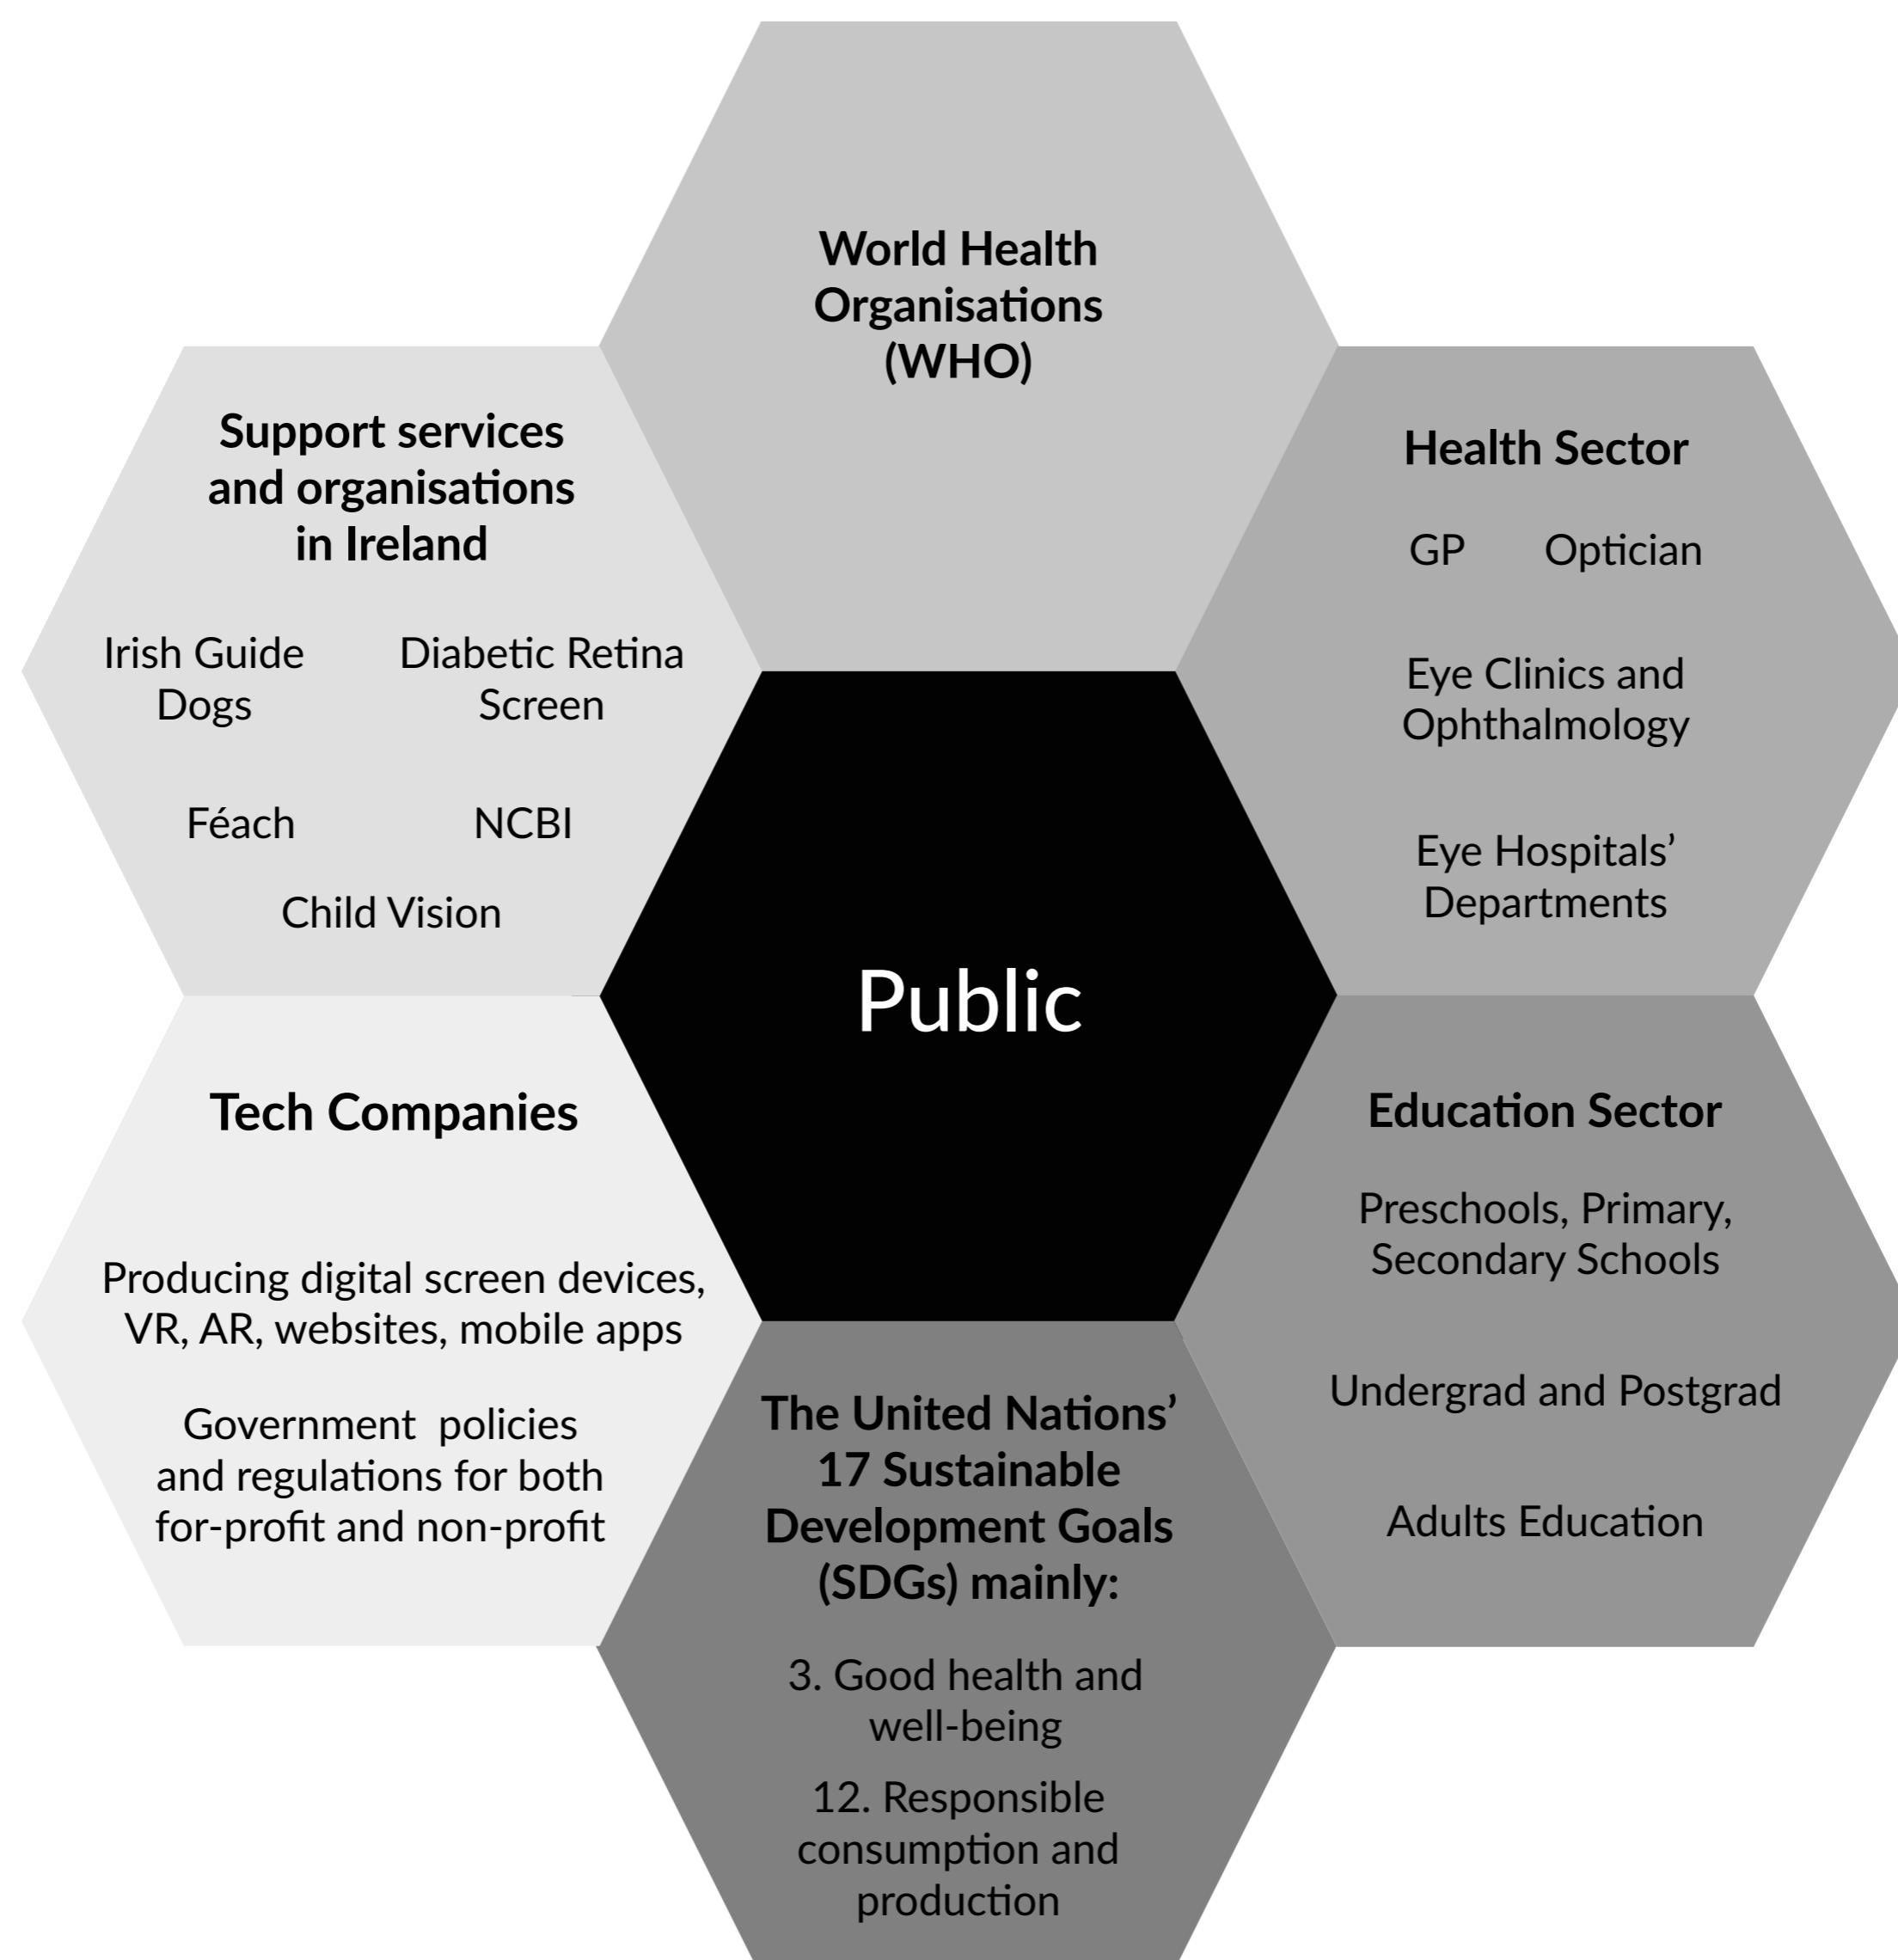 World Health
Organisations
(WHO)
Support services
and organisations
in Ireland
Irish Guide
Dogs
Diabetic Retina
Screen
Féach
NCBI
Child Vision
Health Sector
GP
Optician
Eye Clinics and
Ophthalmology
Eye Hospitals’
Departments
Public
Tech Companies
Producing digital screen devices,
VR, AR, websites, mobile apps
Government policies
and regulations for both
for-profit and non-profit
Education Sector
Preschools, Primary,
Secondary Schools
Undergrad and Postgrad
Adults Education
The United Nations’
17 Sustainable
Development Goals
(SDGs) mainly:
3. Good health and
well-being
12. Responsible
consumption and
production